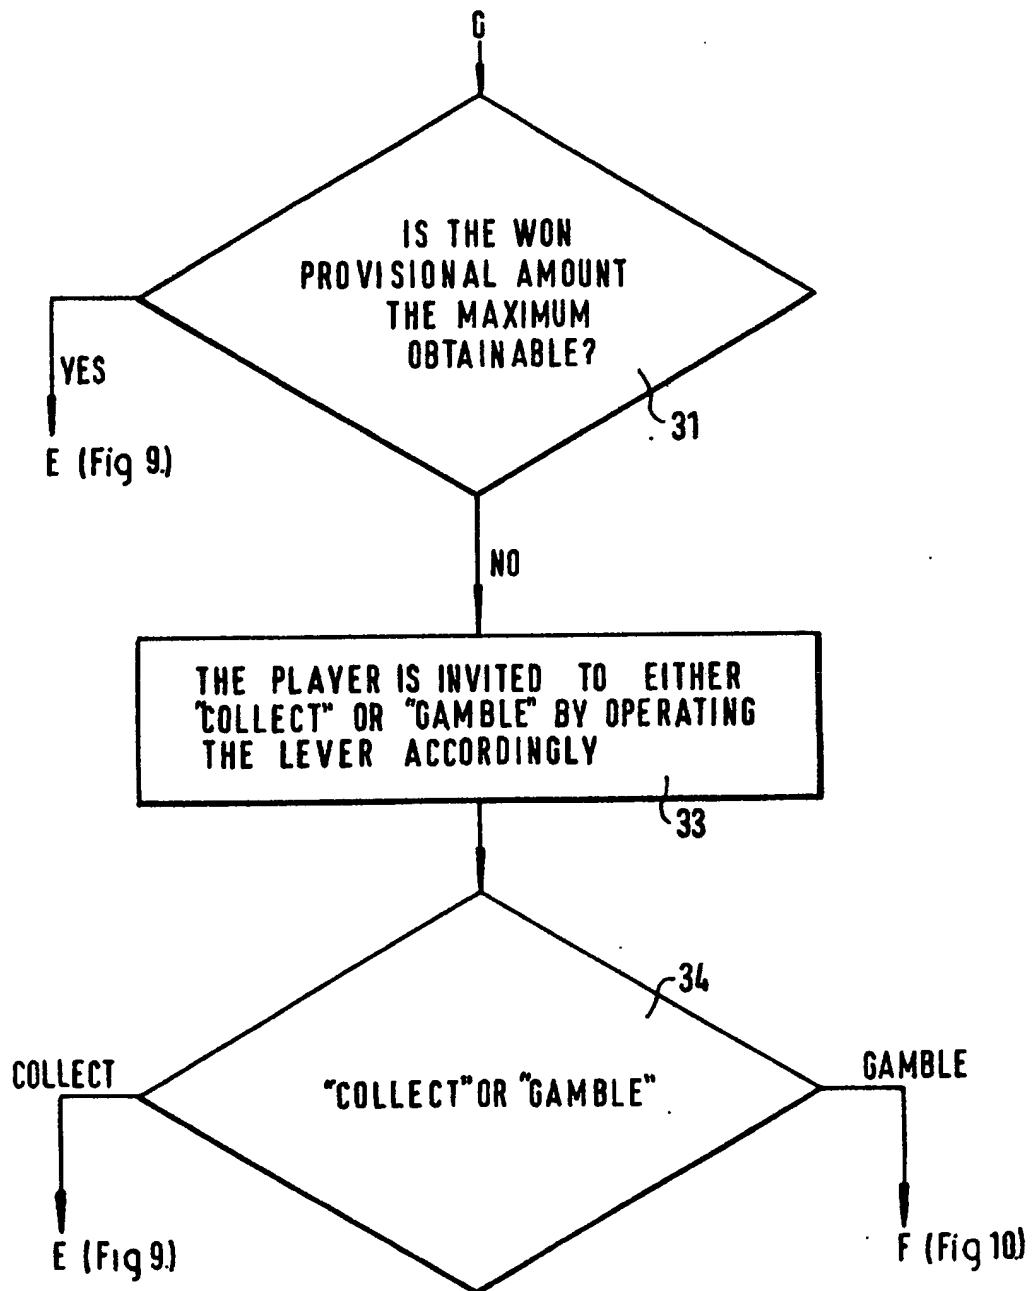 G
IS THE WON
PROVISIONAL AMOUNT
THE MAXIMUM
OBTAINABLE?
YES
31
E (Fig 9.)
NO
THE PLAYER IS INVITED TO EITHER
"COLLECT" OR "GAMBLE" BY OPERATING
THE LEVER ACCORDINGLY
33
34
COLLECT
GAMBLE
"COLLECT" OR "GAMBLE"
E (Fig 9.)
F (Fig 10)